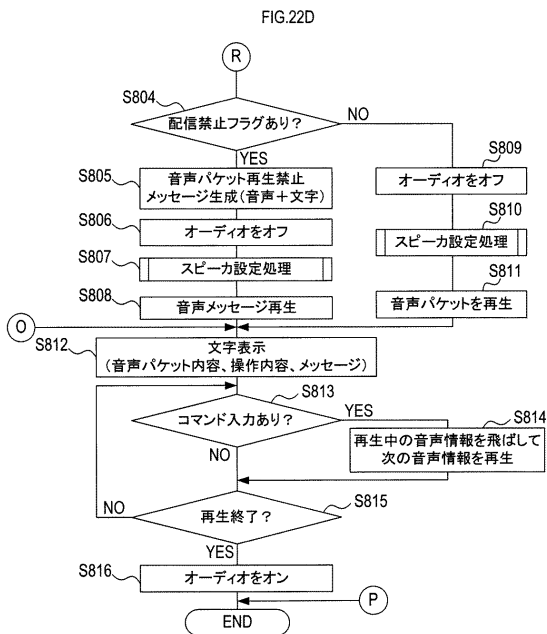 FIG.22D
R
S804
配信禁止フラグあり?
NO
YES
S805
音声パケット再生禁止
メッセージ生成(音声+文字)
S806
オーディオをオフ
S807
スピーカ設定処理
S808
音声メッセージ再生
S809
オーディオをオフ
S810
スピーカ設定処理
S811
音声パケットを再生
O
S812
文字表示
(音声パケット内容、操作内容、メッセージ)
S813
コマンド入力あり?
YES
NO
S814
再生中の音声情報を飛ばして
次の音声情報を再生
S815
再生終了?
NO
YES
S816
オーディオをオン
P
END